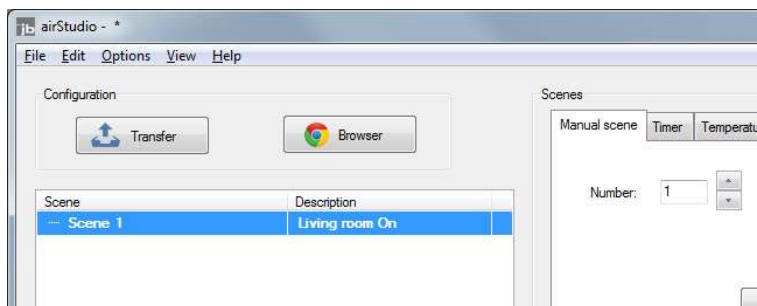 jb airStudio - *
File Edit Options View Help
Configuration
Transfer Browser
Scene Description
Scene 1 Living room On
Scenes
Manual scene Timer Temperatu
Number: 1